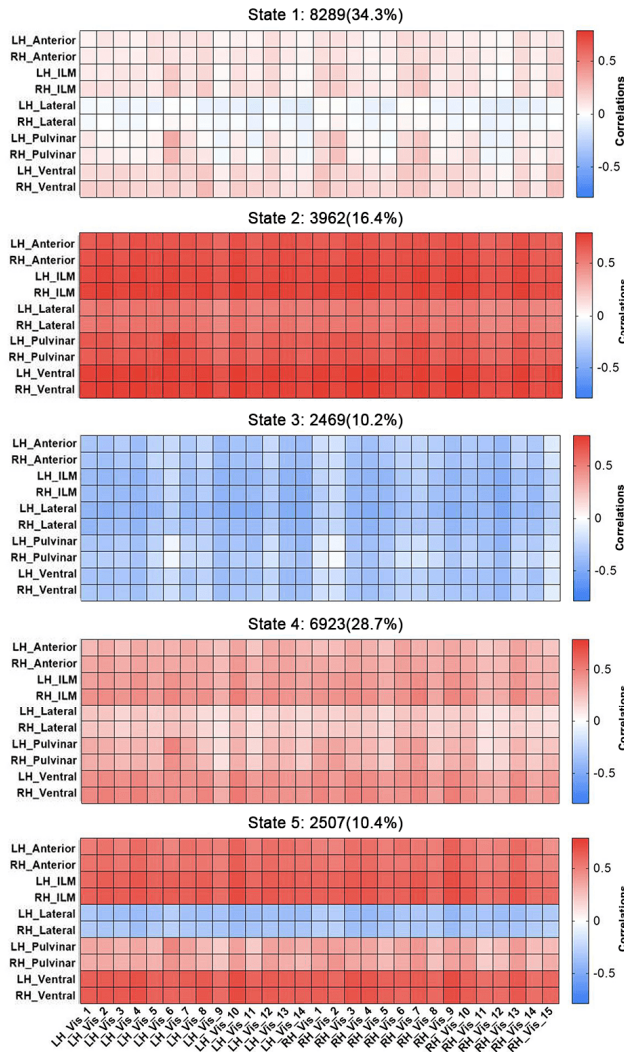 State 1: 8289(34.3%)
LH_Anterior
RH_Anterior
LH_ILM
RH_ILM
LH_Lateral
RH_Lateral
LH_Pulvinar
RH_Pulvinar
LH_Ventral
RH_Ventral
0.5
0
-0.5
Correlations
State 2: 3962(16.4%)
LH_Anterior
RH_Anterior
LH_ILM
RH_ILM
LH_Lateral
RH_Lateral
LH_Pulvinar
RH_Pulvinar
LH_Ventral
RH_Ventral
0.5
0
-0.5
Correlations
State 3: 2469(10.2%)
LH_Anterior
RH_Anterior
LH_ILM
RH_ILM
LH_Lateral
RH_Lateral
LH_Pulvinar
RH_Pulvinar
LH_Ventral
RH_Ventral
0.5
0
-0.5
Correlations
State 4: 6923(28.7%)
LH_Anterior
RH_Anterior
LH_ILM
RH_ILM
LH_Lateral
RH_Lateral
LH_Pulvinar
RH_Pulvinar
LH_Ventral
RH_Ventral
0.5
0
-0.5
Correlations
State 5: 2507(10.4%)
LH_Anterior
RH_Anterior
LH_ILM
RH_ILM
LH_Lateral
RH_Lateral
LH_Pulvinar
RH_Pulvinar
LH_Ventral
RH_Ventral
0.5
0
-0.5
Correlations
LH_Vis_1
LH_Vis_2
LH_Vis_3
LH_Vis_4
LH_Vis_5
LH_Vis_6
LH_Vis_7
LH_Vis_8
LH_Vis_9
LH_Vis_10
LH_Vis_11
LH_Vis_12
LH_Vis_13
LH_Vis_14
RH_Vis_1
RH_Vis_2
RH_Vis_3
RH_Vis_4
RH_Vis_5
RH_Vis_6
RH_Vis_7
RH_Vis_8
RH_Vis_9
RH_Vis_10
RH_Vis_11
RH_Vis_12
RH_Vis_13
RH_Vis_14
RH_Vis_15